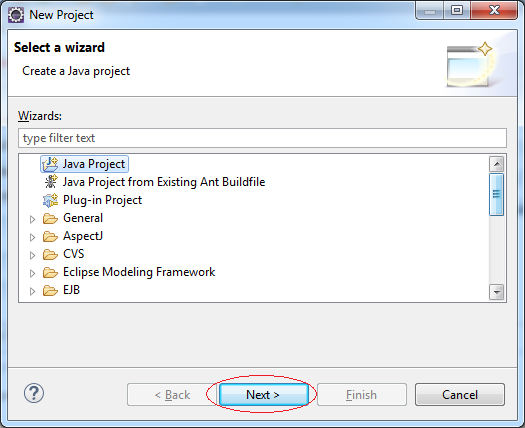 New Project
Select a wizard
Create a Java project
Wizards:
type filter text
Java Project
Java Project from Existing Ant Buildfile
Plug-in Project
General
AspectJ
CVS
Eclipse Modeling Framework
EJB
?
< Back
Next >
Finish
Cancel